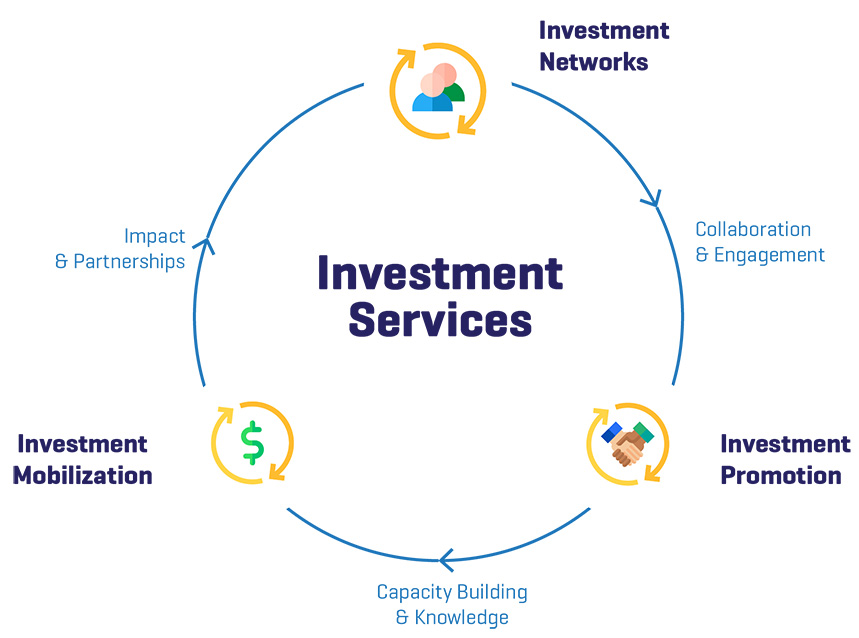 Investment
Networks
Impact
& Partnerships
Collaboration
& Engagement
Investment
Services
Investment
Mobilization
$
Investment
Promotion
Capacity Building
& Knowledge